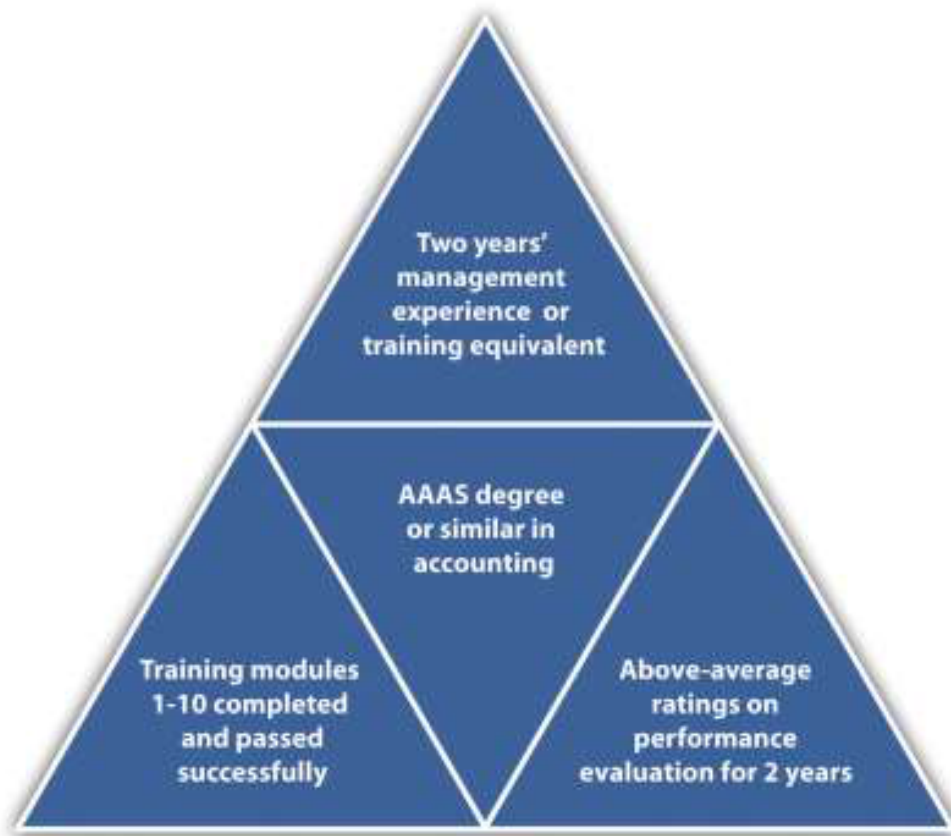 Two years’
management
experience or
training equivalent
AAAS degree
or similar in
accounting
Training modules
1-10 completed
and passed
successfully
Above-average
ratings on
performance
evaluation for 2 years